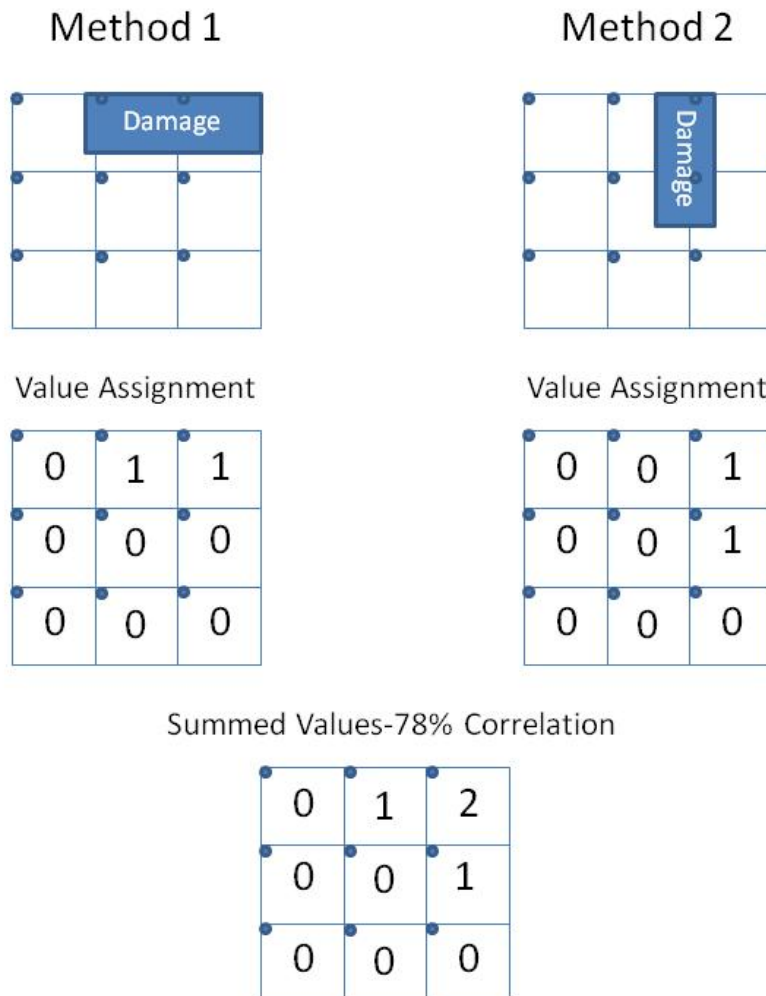 Method 1 Method 2
Damage Damage
Value Assignment Value Assignment
0 1 1 0 0 1
0 0 0 0 0 1
0 0 0 0 0 0
Summed Values-78% Correlation
0 1 2
0 0 1
0 0 0